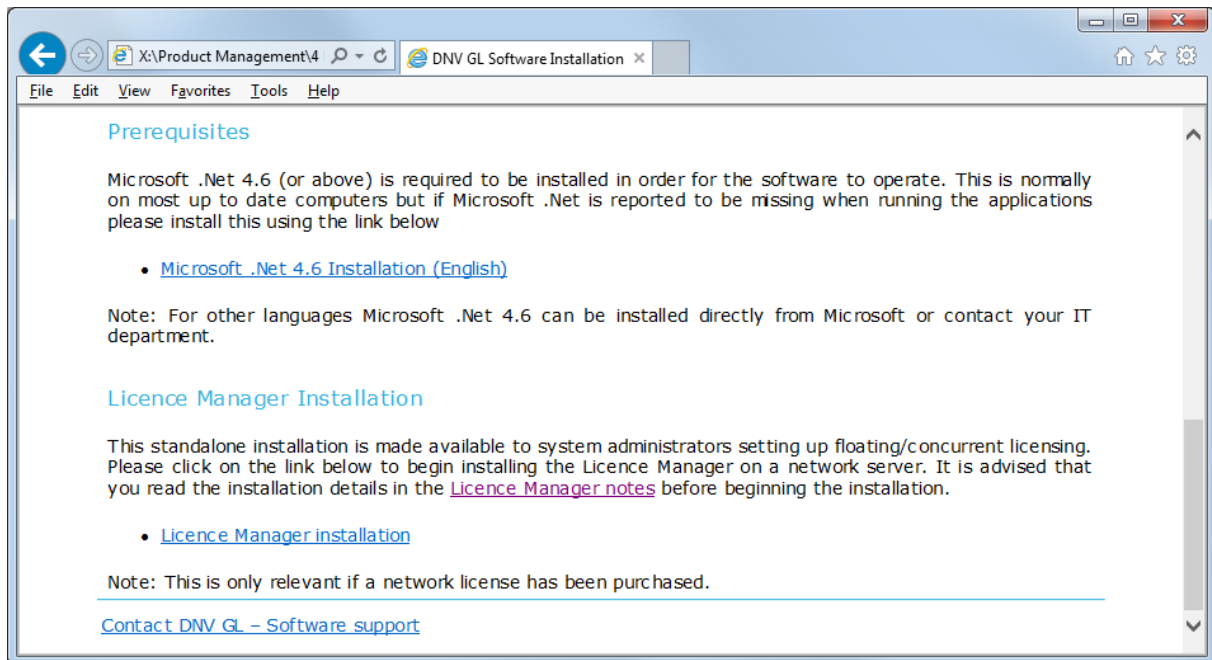 X:\Product Management\4
DNV GL Software Installation
File Edit View Favorites Tools Help
Prerequisites
Microsoft .Net 4.6 (or above) is required to be installed in order for the software to operate. This is normally
on most up to date computers but if Microsoft .Net is reported to be missing when running the applications
please install this using the link below
• Microsoft .Net 4.6 Installation (English)
Note: For other languages Microsoft .Net 4.6 can be installed directly from Microsoft or contact your IT
department.
Licence Manager Installation
This standalone installation is made available to system administrators setting up floating/concurrent licensing.
Please click on the link below to begin installing the Licence Manager on a network server. It is advised that
you read the installation details in the Licence Manager notes before beginning the installation.
• Licence Manager installation
Note: This is only relevant if a network license has been purchased.
Contact DNV GL – Software support